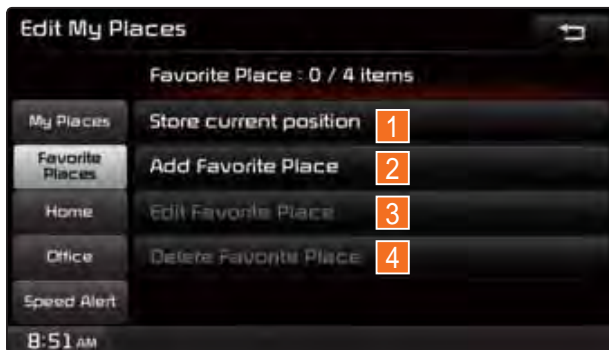 Edit My Places
Favorite Place : 0 / 4 items
My Places
Store current position 1
Favorite
Places
Add Favorite Place 2
Home
Edit Favorite Place 3
Office
Delete Favorite Place 4
Speed Alert
8:51 AM